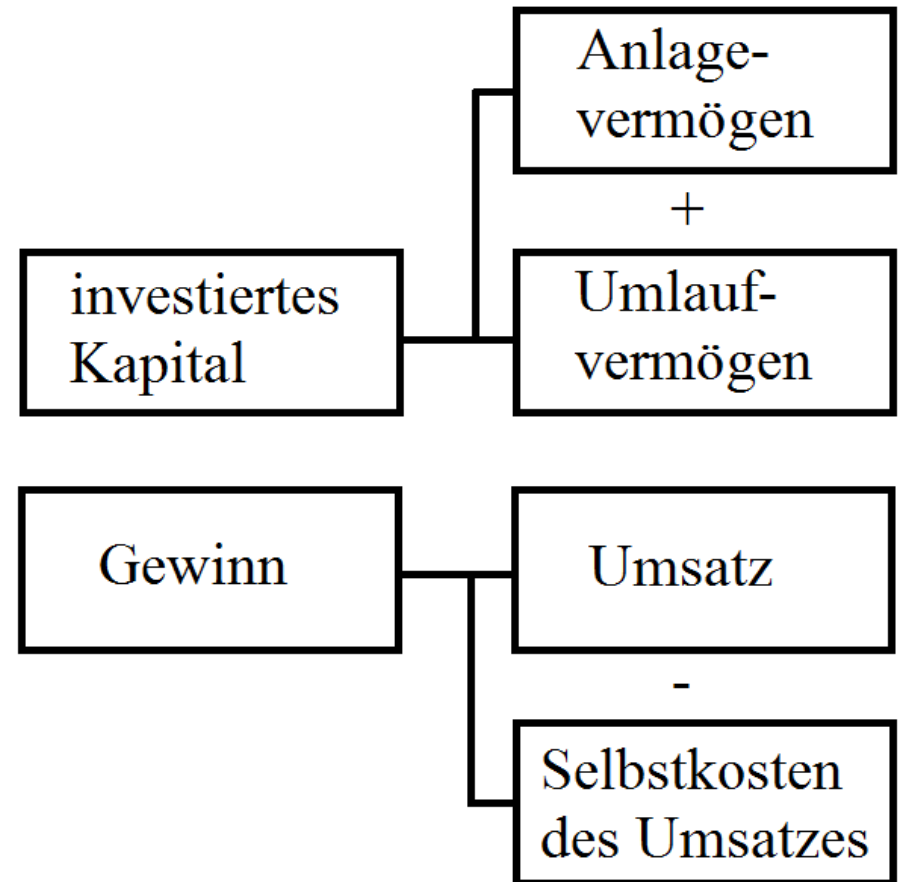 Anlage-
vermögen
+
investiertes
Kapital
Umlauf-
vermögen
Gewinn
Umsatz
-
Selbstkosten
des Umsatzes